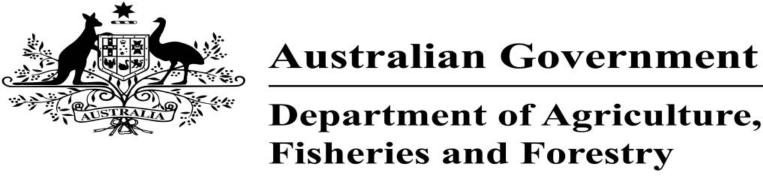 AUSTRALIA
Australian Government
Department of Agriculture,
Fisheries and Forestry